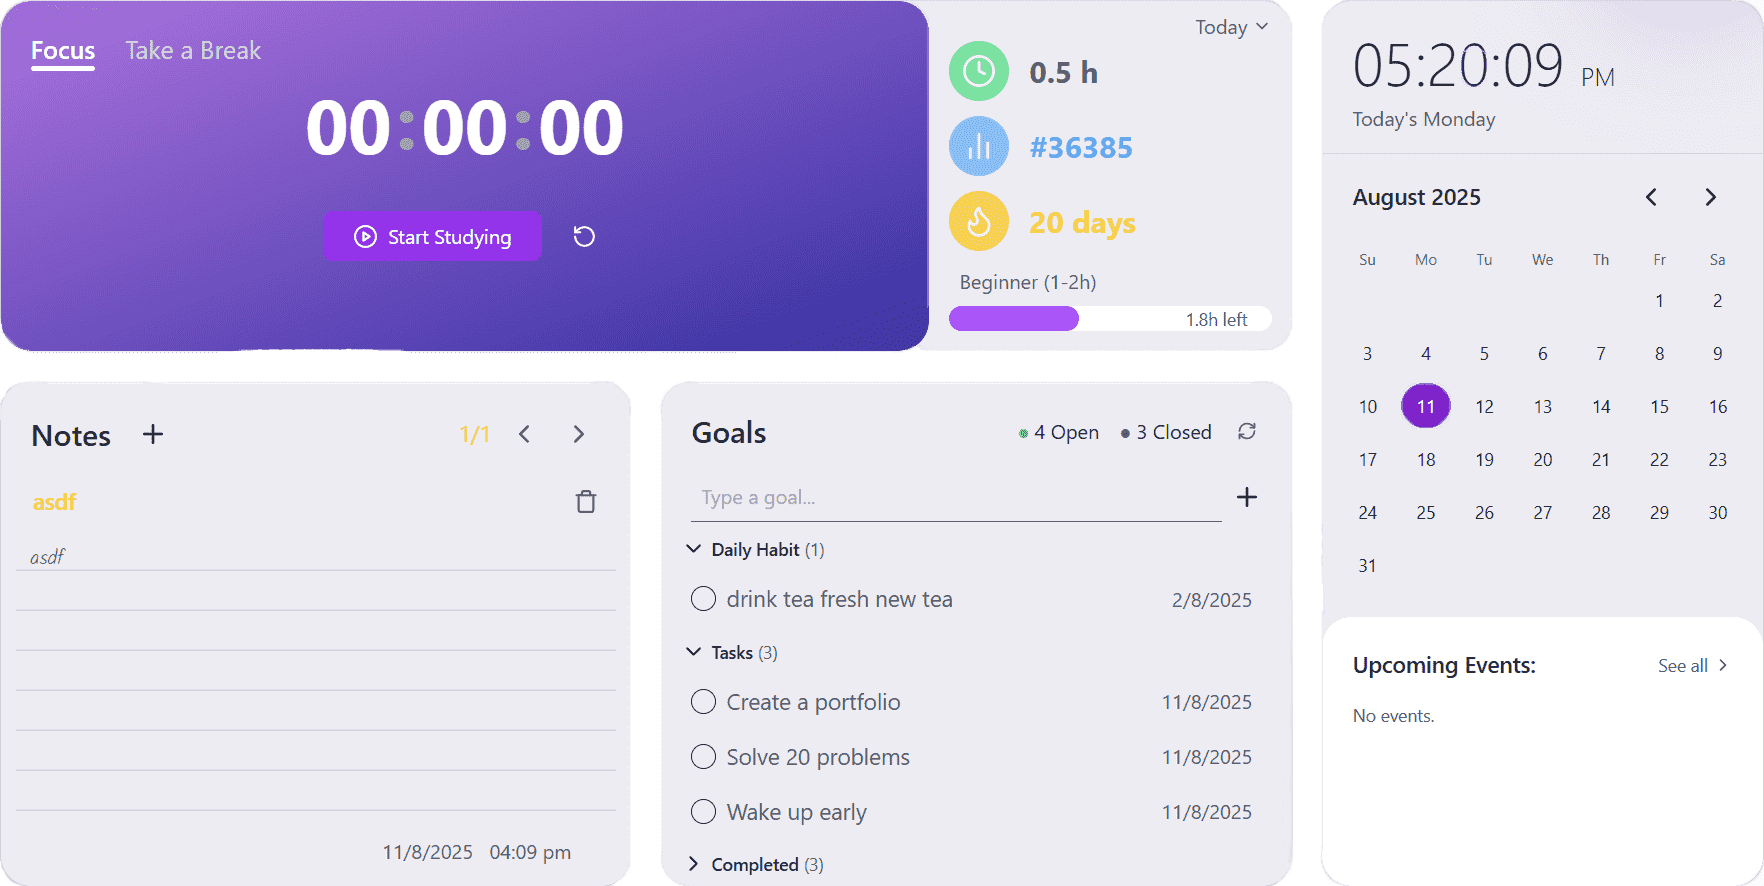 Focus Take a Break
00:00:00
Start Studying
Today
0.5 h
#36385
20 days
Beginner (1-2h)
1.8h left
05:20:09 PM
Today's Monday
August 2025
Su Mo Tu We Th Fr Sa
1 2
3 4 5 6 7 8 9
10 11 12 13 14 15 16
17 18 19 20 21 22 23
24 25 26 27 28 29 30
31
Upcoming Events: See all
No events.
Notes + 1/1
asdf
asdf
11/8/2025 04:09 pm
Goals 4 Open 3 Closed
Type a goal... +
Daily Habit (1)
drink tea fresh new tea 2/8/2025
Tasks (3)
Create a portfolio 11/8/2025
Solve 20 problems 11/8/2025
Wake up early 11/8/2025
Completed (3)